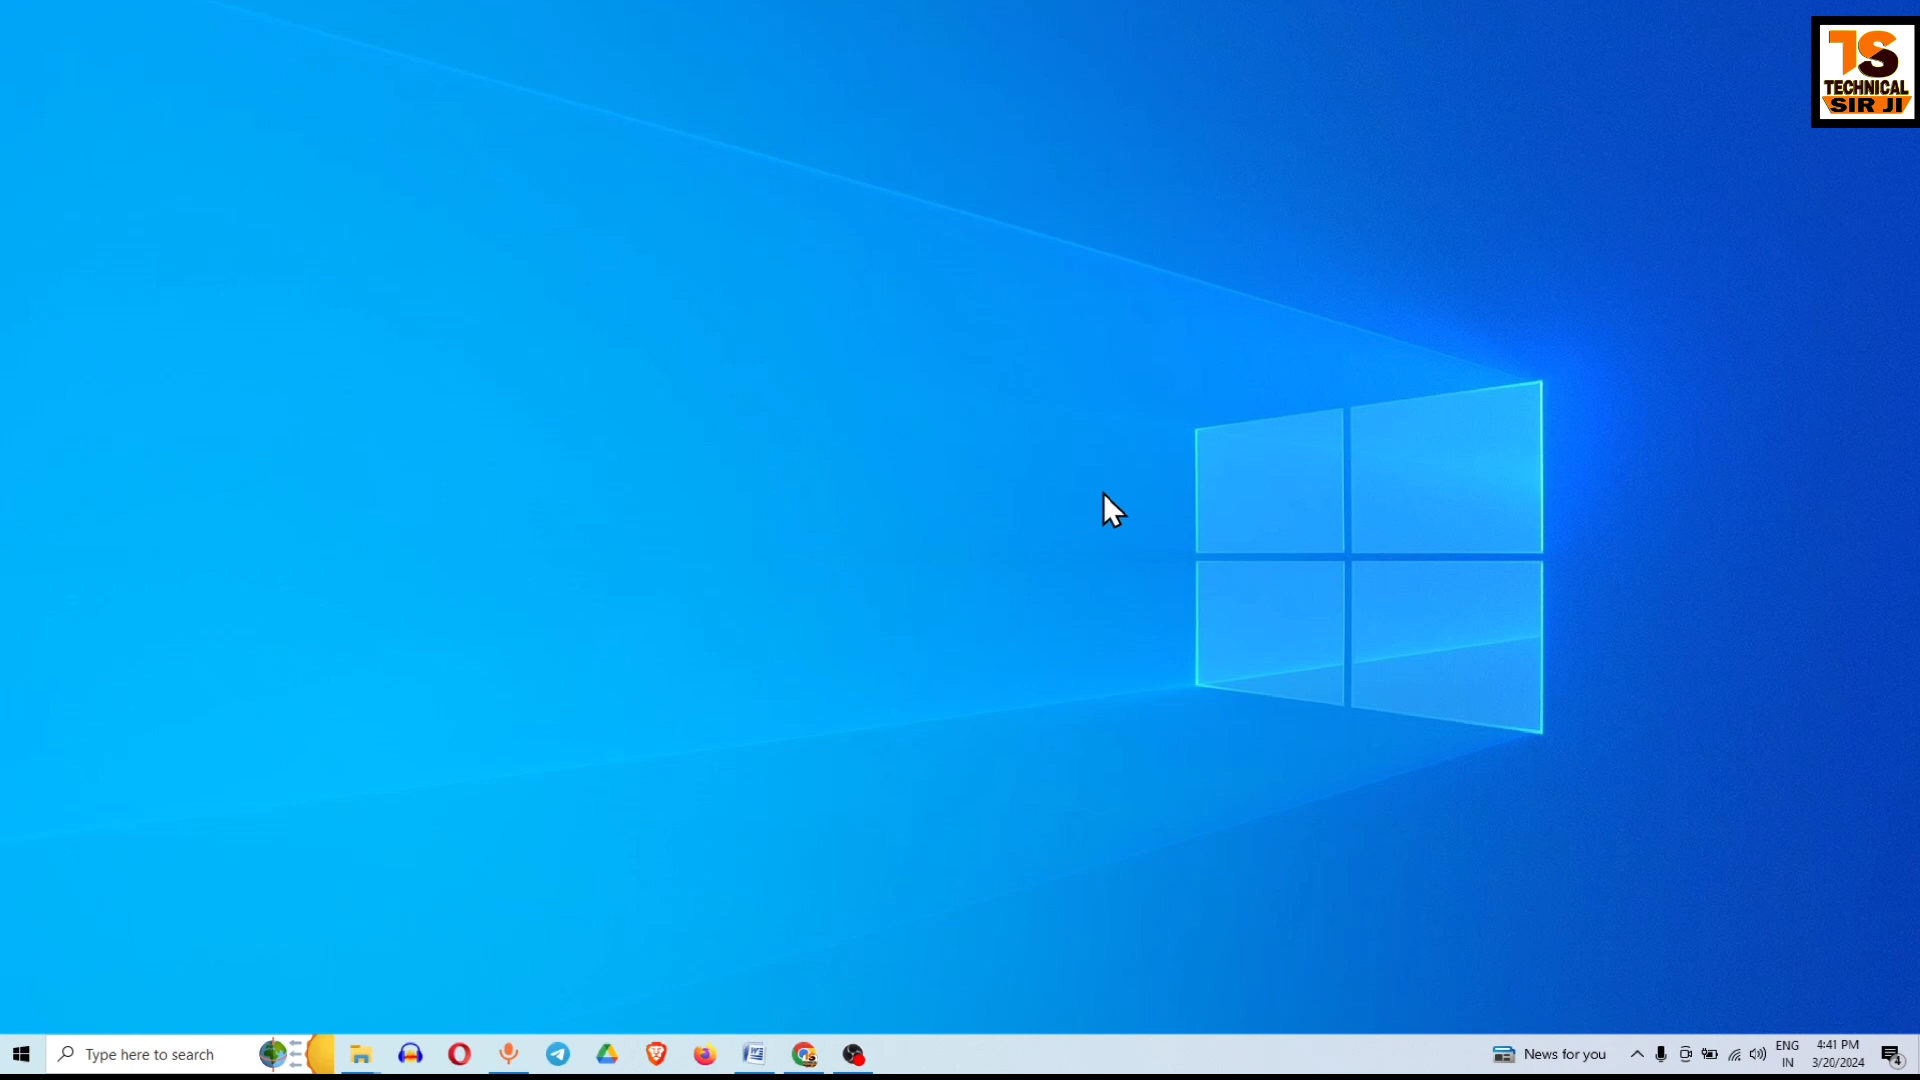 TS
TECHNICAL
SIR JI
Type here to search
News for you
ENG
IN
4:41 PM
3/20/2024
4